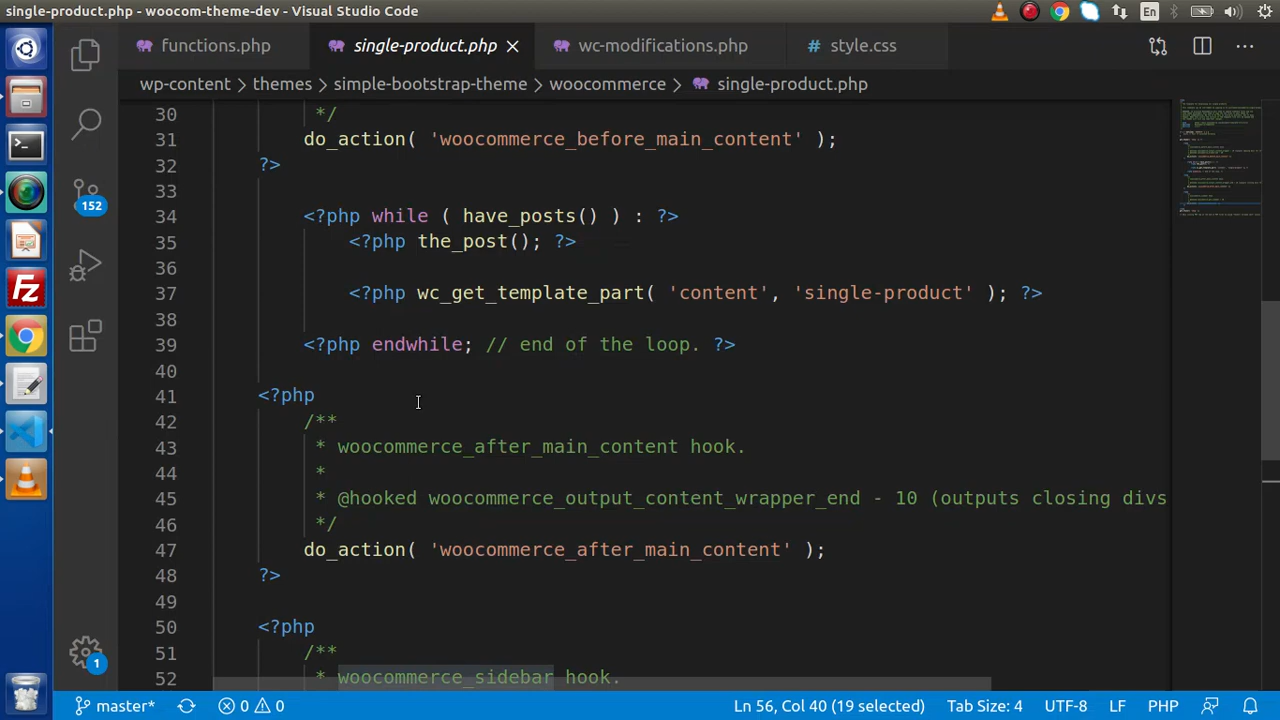 single-product.php - woocom-theme-dev - Visual Studio Code
En
functions.php single-product.php wc-modifications.php style.css
wp-content themes simple-bootstrap-theme woocommerce single-product.php
30 */
31 do_action( 'woocommerce_before_main_content' );
32 ?>
33
34 <?php while ( have_posts() ) : ?>
35 <?php the_post(); ?>
36
37 <?php wc_get_template_part( 'content', 'single-product' ); ?>
38
39 <?php endwhile; // end of the loop. ?>
40
41 <?php
42 /**
43 * woocommerce_after_main_content hook.
44 *
45 * @hooked woocommerce_output_content_wrapper_end - 10 (outputs closing divs
46 */
47 do_action( 'woocommerce_after_main_content' );
48 ?>
49
50 <?php
51 /**
52 * woocommerce_sidebar hook.
152
Fz
1
master* 0 0 Ln 56, Col 40 (19 selected) Tab Size: 4 UTF-8 LF PHP